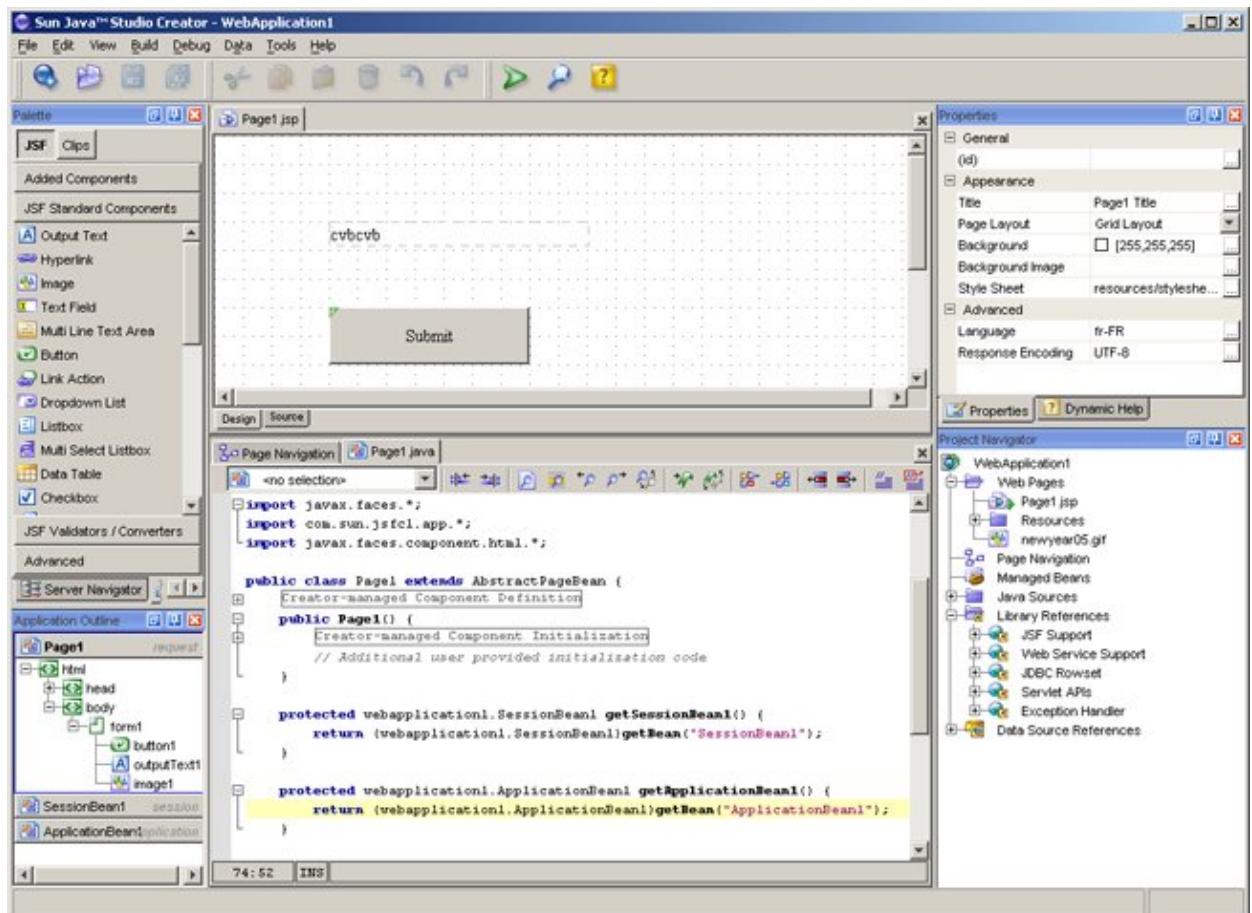 Sun Java™ Studio Creator - WebApplication1
File Edit View Build Debug Data Tools Help
Palette
JSF Clips
Added Components
JSF Standard Components
Output Text
Hyperlink
Image
Text Field
Multi Line Text Area
Button
Link Action
Dropdown List
Listbox
Multi Select Listbox
Data Table
Checkbox
JSF Validators / Converters
Advanced
Server Navigator
Application Outline
Page1 request
html
head
body
form1
button1
outputText1
image1
SessionBean1 session
ApplicationBean1
Page1.jsp
cvbcvb
Submit
Design Source
Page Navigation Page1.java
<no selection>
import javax.faces.*;
import com.sun.jsfcl.app.*;
import javax.faces.component.html.*;
public class Page1 extends AbstractPageBean {
Creator-managed Component Definition
public Page1() {
Creator-managed Component Initialization
// Additional user provided initialization code
}
protected webapplication1.SessionBean1 getSessionBean1() {
return (webapplication1.SessionBean1)getBean("SessionBean1");
}
protected webapplication1.ApplicationBean1 getApplicationBean1() {
return (webapplication1.ApplicationBean1)getBean("ApplicationBean1");
}
74:52 INS
Properties
General
(id)
Appearance
Title Page1 Title
Page Layout Grid Layout
Background [255,255,255]
Background Image
Style Sheet resources/styleshe...
Advanced
Language fr-FR
Response Encoding UTF-8
Properties Dynamic Help
Project Navigator
WebApplication1
Web Pages
Page1.jsp
Resources
newyear05.gif
Page Navigation
Managed Beans
Java Sources
Library References
JSF Support
Web Service Support
JDBC Rowset
Servlet APIs
Exception Handler
Data Source References